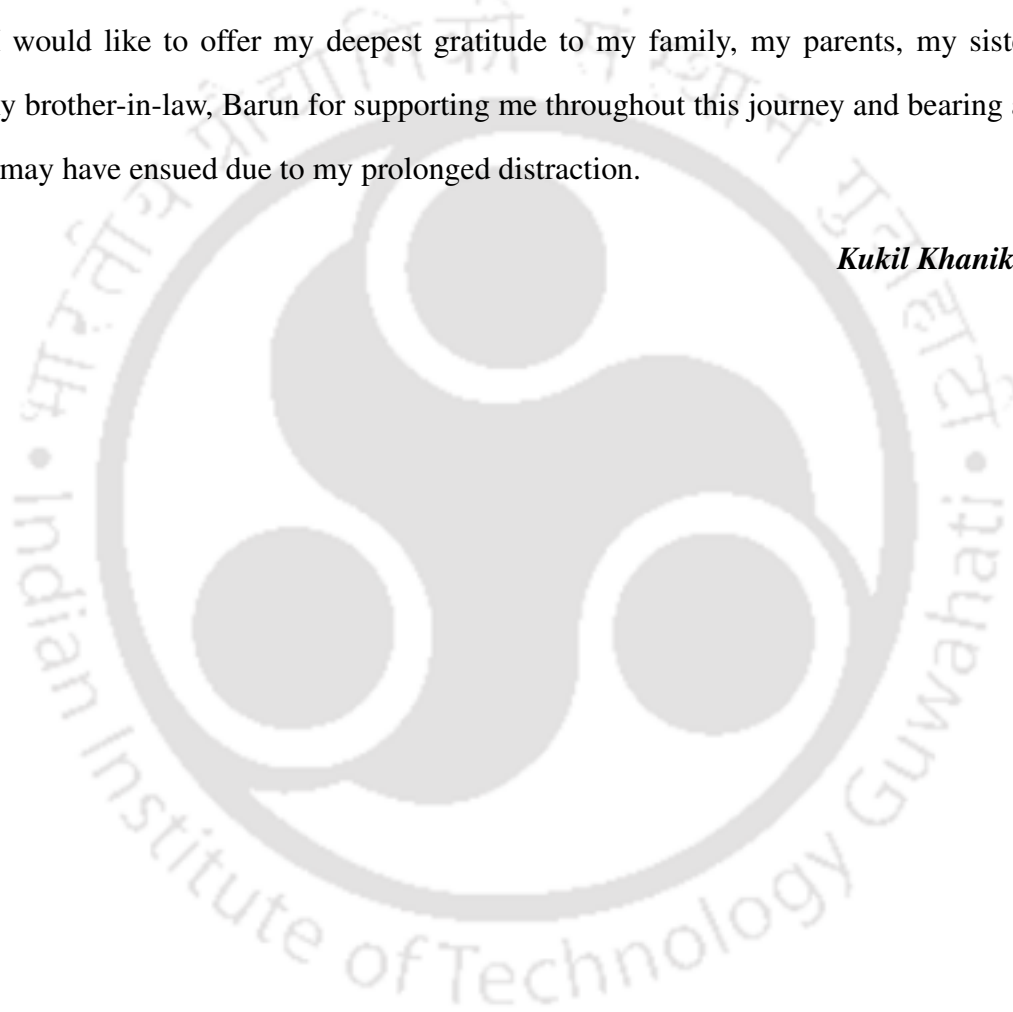 would like to offer my deepest gratitude to my family, my parents, my siste
y brother-in-law, Barun for supporting me throughout this journey and bearing a
may have ensued due to my prolonged distraction.
Kukil Khanik
भारतीय प्रौद्योगिकी संस्थान गुवाहाटी
• Indian Institute of Technology Guwahati •